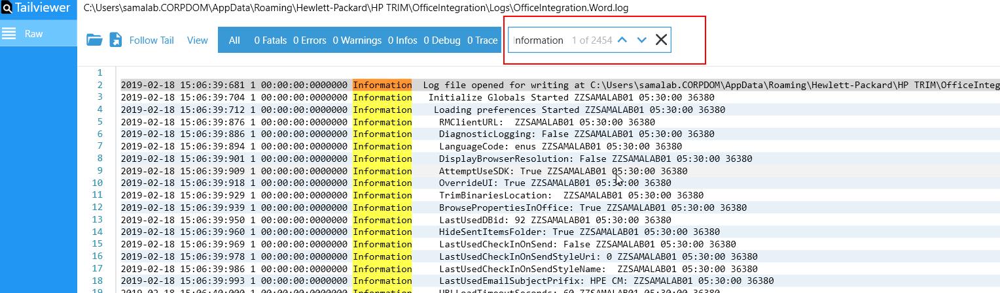 Tailviewer
C:\Users\samalab.CORPDOM\AppData\Roaming\Hewlett-Packard\HP TRIM\OfficeIntegration\Logs\OfficeIntegration.Word.log
Raw
Follow Tail View All 0 Fatals 0 Errors 0 Warnings 0 Infos 0 Debug 0 Trace Information 1 of 2454
1
2 2019-02-18 15:06:39:681 1 00:00:00:0000000 Information Log file opened for writing at C:\Users\samalab.CORPDOM\AppData\Roaming\Hewlett-Packard\HP TRIM\OfficeInteg
3 2019-02-18 15:06:39:704 1 00:00:00:0000000 Information Initialize Globals Started ZZSAMALAB01 05:30:00 36380
4 2019-02-18 15:06:39:712 1 00:00:00:0000000 Information Loading preferences Started ZZSAMALAB01 05:30:00 36380
5 2019-02-18 15:06:39:876 1 00:00:00:0000000 Information RMClientURL: ZZSAMALAB01 05:30:00 36380
6 2019-02-18 15:06:39:886 1 00:00:00:0000000 Information DiagnosticLogging: False ZZSAMALAB01 05:30:00 36380
7 2019-02-18 15:06:39:894 1 00:00:00:0000000 Information LanguageCode: enus ZZSAMALAB01 05:30:00 36380
8 2019-02-18 15:06:39:901 1 00:00:00:0000000 Information DisplayBrowserResolution: False ZZSAMALAB01 05:30:00 36380
9 2019-02-18 15:06:39:909 1 00:00:00:0000000 Information AttemptUseSDK: True ZZSAMALAB01 05:30:00 36380
10 2019-02-18 15:06:39:918 1 00:00:00:0000000 Information OverrideUI: True ZZSAMALAB01 05:30:00 36380
11 2019-02-18 15:06:39:929 1 00:00:00:0000000 Information TrimBinariesLocation: ZZSAMALAB01 05:30:00 36380
12 2019-02-18 15:06:39:939 1 00:00:00:0000000 Information BrowsePropertiesInOffice: True ZZSAMALAB01 05:30:00 36380
13 2019-02-18 15:06:39:950 1 00:00:00:0000000 Information LastUsedDBid: 92 ZZSAMALAB01 05:30:00 36380
14 2019-02-18 15:06:39:960 1 00:00:00:0000000 Information HideSentItemsFolder: True ZZSAMALAB01 05:30:00 36380
15 2019-02-18 15:06:39:969 1 00:00:00:0000000 Information LastUsedCheckInOnSend: False ZZSAMALAB01 05:30:00 36380
16 2019-02-18 15:06:39:978 1 00:00:00:0000000 Information LastUsedCheckInOnSendStyleUri: 0 ZZSAMALAB01 05:30:00 36380
17 2019-02-18 15:06:39:986 1 00:00:00:0000000 Information LastUsedCheckInOnSendStyleName: ZZSAMALAB01 05:30:00 36380
18 2019-02-18 15:06:39:993 1 00:00:00:0000000 Information LastUsedEmailSubjectPrifix: HPE CM: ZZSAMALAB01 05:30:00 36380
19 2019-02-18 15:06:40:000 1 00:00:00:0000000 Information URLLoadTimeoutSeconds: 60 ZZSAMALAB01 05:30:00 36380